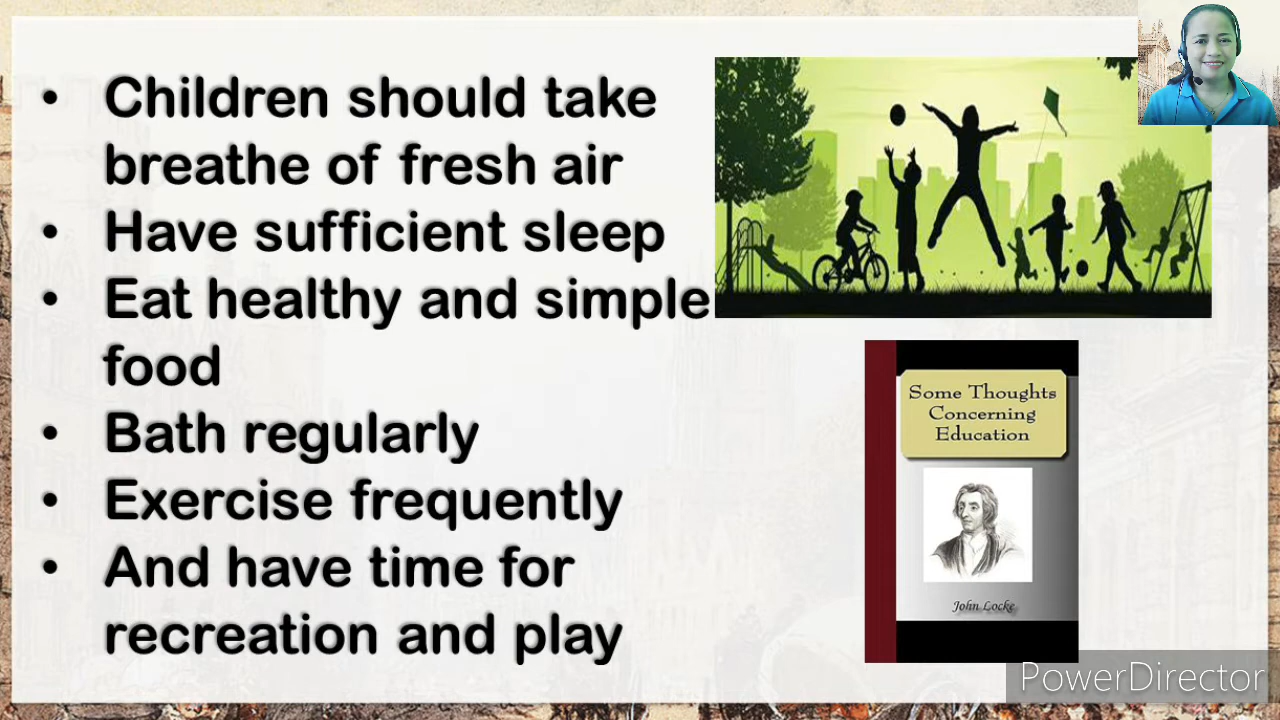 • Children should take
breathe of fresh air
• Have sufficient sleep
• Eat healthy and simple
food
• Bath regularly
• Exercise frequently
• And have time for
recreation and play
Some Thoughts
Concerning
Education
John Locke
PowerDirector